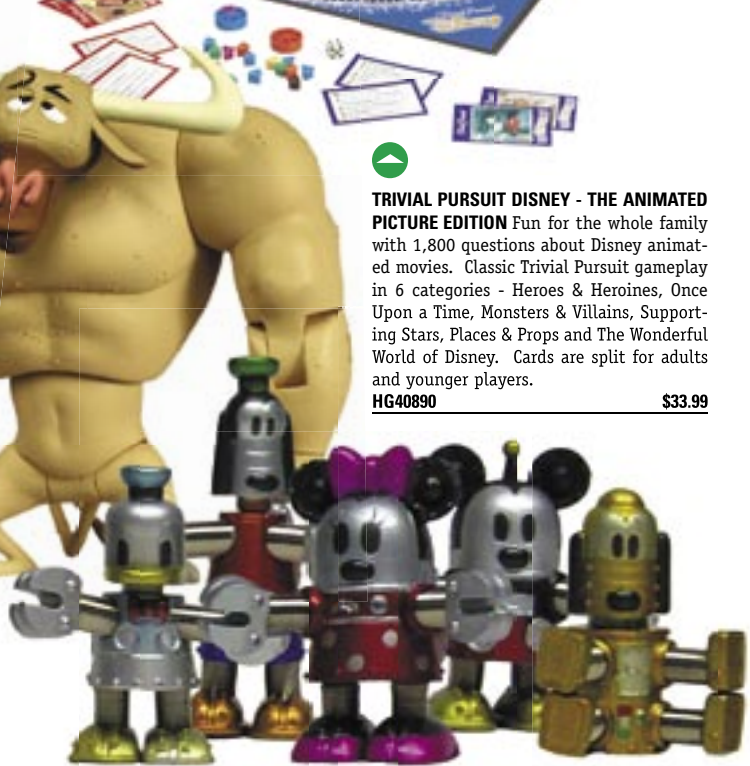 TRIVIAL PURSUIT DISNEY - THE ANIMATED
PICTURE EDITION Fun for the whole family
with 1,800 questions about Disney animat-
ed movies. Classic Trivial Pursuit gameplay
in 6 categories - Heroes & Heroines, Once
Upon a Time, Monsters & Villains, Support-
ing Stars, Places & Props and The Wonderful
World of Disney. Cards are split for adults
and younger players.
HG40890 $33.99